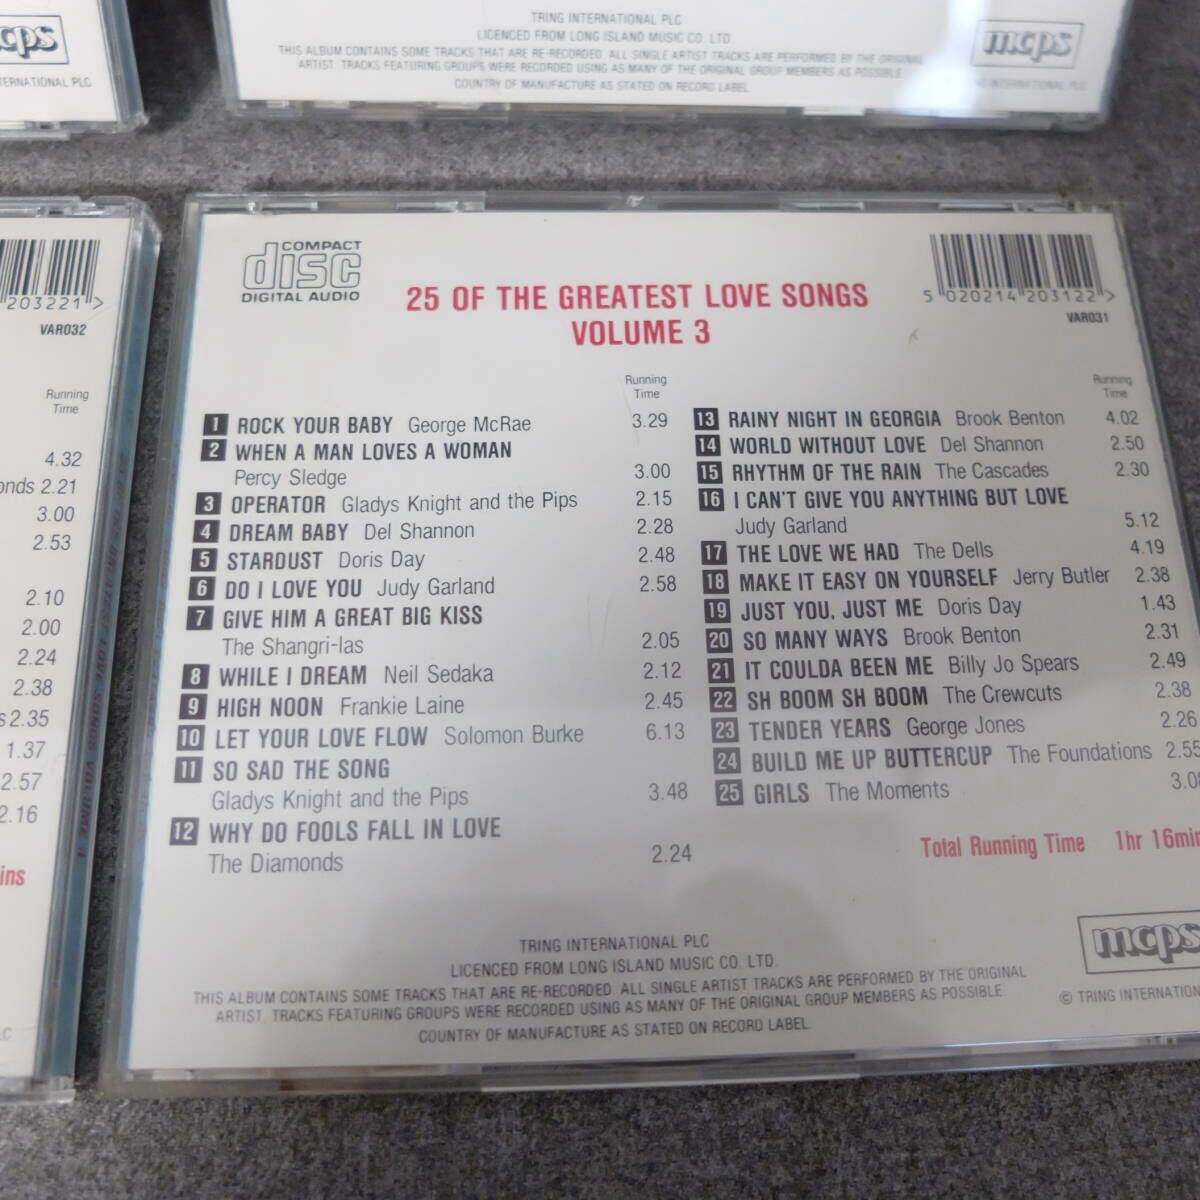 mcps
INTERNATIONAL PLC
TRING INTERNATIONAL PLC
LICENCED FROM LONG ISLAND MUSIC CO. LTD
THIS ALBUM CONTAINS SOME TRACKS THAT ARE RE-RECORDED. ALL SINGLE ARTIST TRACKS ARE PERFORMED BY THE ORIGINAL
ARTIST. TRACKS FEATURING GROUPS WERE RECORDED USING AS MANY OF THE ORIGINAL GROUP MEMBERS AS POSSIBLE.
COUNTRY OF MANUFACTURE AS STATED ON RECORD LABEL
mcps
203221>
VAR032
Running
Time
4.32
2.21
3.00
2.53
2.10
2.00
2.24
2.38
2.35
1.37
2.57
2.16
COMPACT
disc
DIGITAL AUDIO
25 OF THE GREATEST LOVE SONGS
VOLUME 3
5 020214 203122 >
VAR031
Running
Time
1 ROCK YOUR BABY George McRae 3.29
2 WHEN A MAN LOVES A WOMAN
Percy Sledge 3.00
3 OPERATOR Gladys Knight and the Pips 2.15
4 DREAM BABY Del Shannon 2.28
5 STARDUST Doris Day 2.48
6 DO I LOVE YOU Judy Garland 2.58
7 GIVE HIM A GREAT BIG KISS
The Shangri-las 2.05
8 WHILE I DREAM Neil Sedaka 2.12
9 HIGH NOON Frankie Laine 2.45
10 LET YOUR LOVE FLOW Solomon Burke 6.13
11 SO SAD THE SONG
Gladys Knight and the Pips 3.48
12 WHY DO FOOLS FALL IN LOVE
The Diamonds 2.24
Running
Time
13 RAINY NIGHT IN GEORGIA Brook Benton 4.02
14 WORLD WITHOUT LOVE Del Shannon 2.50
15 RHYTHM OF THE RAIN The Cascades 2.30
16 I CAN'T GIVE YOU ANYTHING BUT LOVE
Judy Garland 5.12
17 THE LOVE WE HAD The Dells 4.19
18 MAKE IT EASY ON YOURSELF Jerry Butler 2.38
19 JUST YOU, JUST ME Doris Day 1.43
20 SO MANY WAYS Brook Benton 2.31
21 IT COULDA BEEN ME Billy Jo Spears 2.49
22 SH BOOM SH BOOM The Crewcuts 2.38
23 TENDER YEARS George Jones 2.26
24 BUILD ME UP BUTTERCUP The Foundations 2.55
25 GIRLS The Moments 3.08
Total Running Time 1hr 16min
TRING INTERNATIONAL PLC
LICENCED FROM LONG ISLAND MUSIC CO. LTD.
THIS ALBUM CONTAINS SOME TRACKS THAT ARE RE-RECORDED. ALL SINGLE ARTIST TRACKS ARE PERFORMED BY THE ORIGINAL
ARTIST. TRACKS FEATURING GROUPS WERE RECORDED USING AS MANY OF THE ORIGINAL GROUP MEMBERS AS POSSIBLE.
COUNTRY OF MANUFACTURE AS STATED ON RECORD LABEL
mcps
© TRING INTERNATION